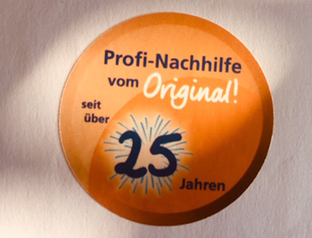 Profi-Nachhilfe
vom Original!
seit
über
25
Jahren